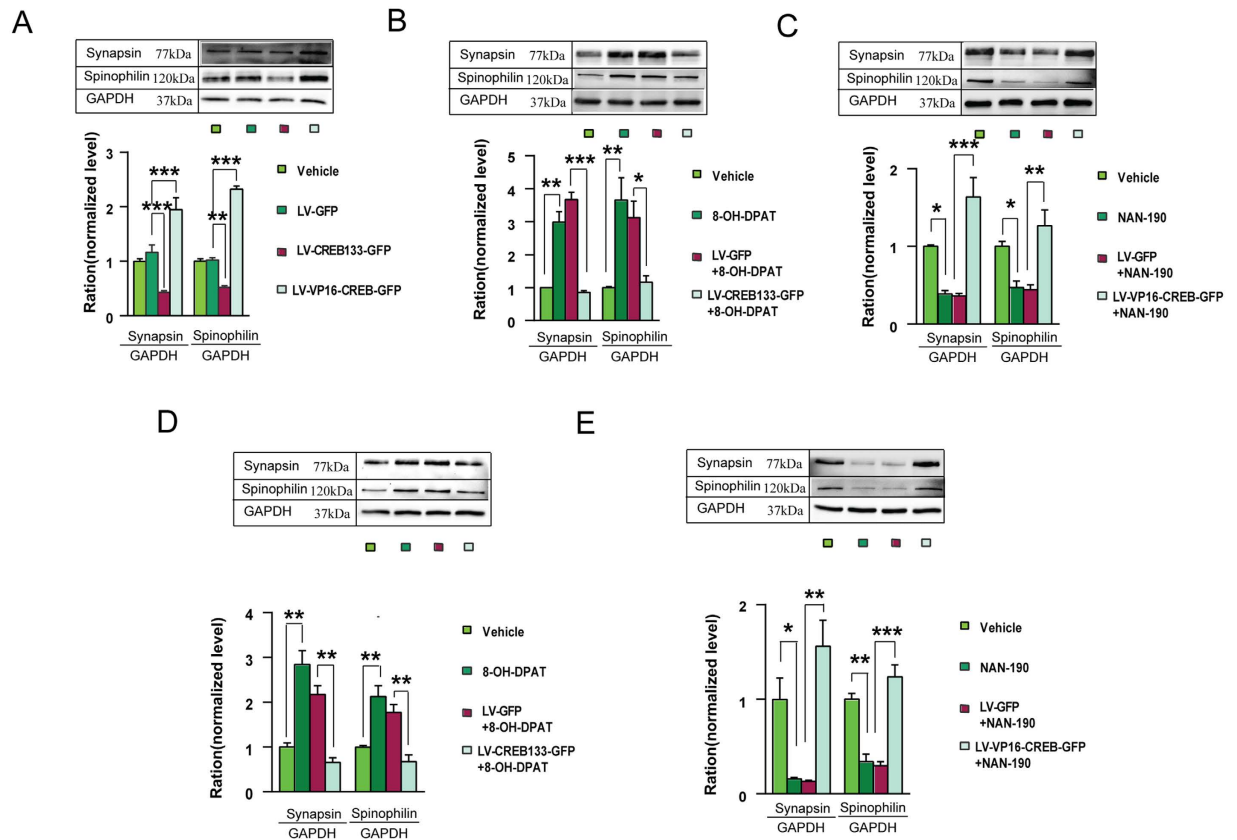 A
Synapsin 77kDa
Spinophilin 120kDa
GAPDH 37kDa
Ration(normalized level)
3
2
1
0
*** *** *** **
Synapsin Spinophilin
GAPDH GAPDH
Vehicle
LV-GFP
LV-CREB133-GFP
LV-VP16-CREB-GFP
B
Synapsin 77kDa
Spinophilin 120kDa
GAPDH 37kDa
Ration(normalized level)
5
4
3
2
1
0
** *** ** *
Synapsin Spinophilin
GAPDH GAPDH
Vehicle
8-OH-DPAT
LV-GFP
+8-OH-DPAT
LV-CREB133-GFP
+8-OH-DPAT
C
Synapsin 77kDa
Spinophilin 120kDa
GAPDH 37kDa
Ration(normalized level)
2
1
0
* *** * **
Synapsin Spinophilin
GAPDH GAPDH
Vehicle
NAN-190
LV-GFP
+NAN-190
LV-VP16-CREB-GFP
+NAN-190
D
Synapsin 77kDa
Spinophilin 120kDa
GAPDH 37kDa
Ration(normalized level)
4
3
2
1
0
** ** ** **
Synapsin Spinophilin
GAPDH GAPDH
Vehicle
8-OH-DPAT
LV-GFP
+8-OH-DPAT
LV-CREB133-GFP
+8-OH-DPAT
E
Synapsin 77kDa
Spinophilin 120kDa
GAPDH 37kDa
Ration(normalized level)
2
1
0
* ** ** ***
Synapsin Spinophilin
GAPDH GAPDH
Vehicle
NAN-190
LV-GFP
+NAN-190
LV-VP16-CREB-GFP
+NAN-190